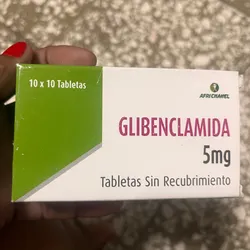 10 x 10 Tabletas
AFRICHAMEL
GLIBENCLAMIDA
5mg
Tabletas Sin Recubrimiento